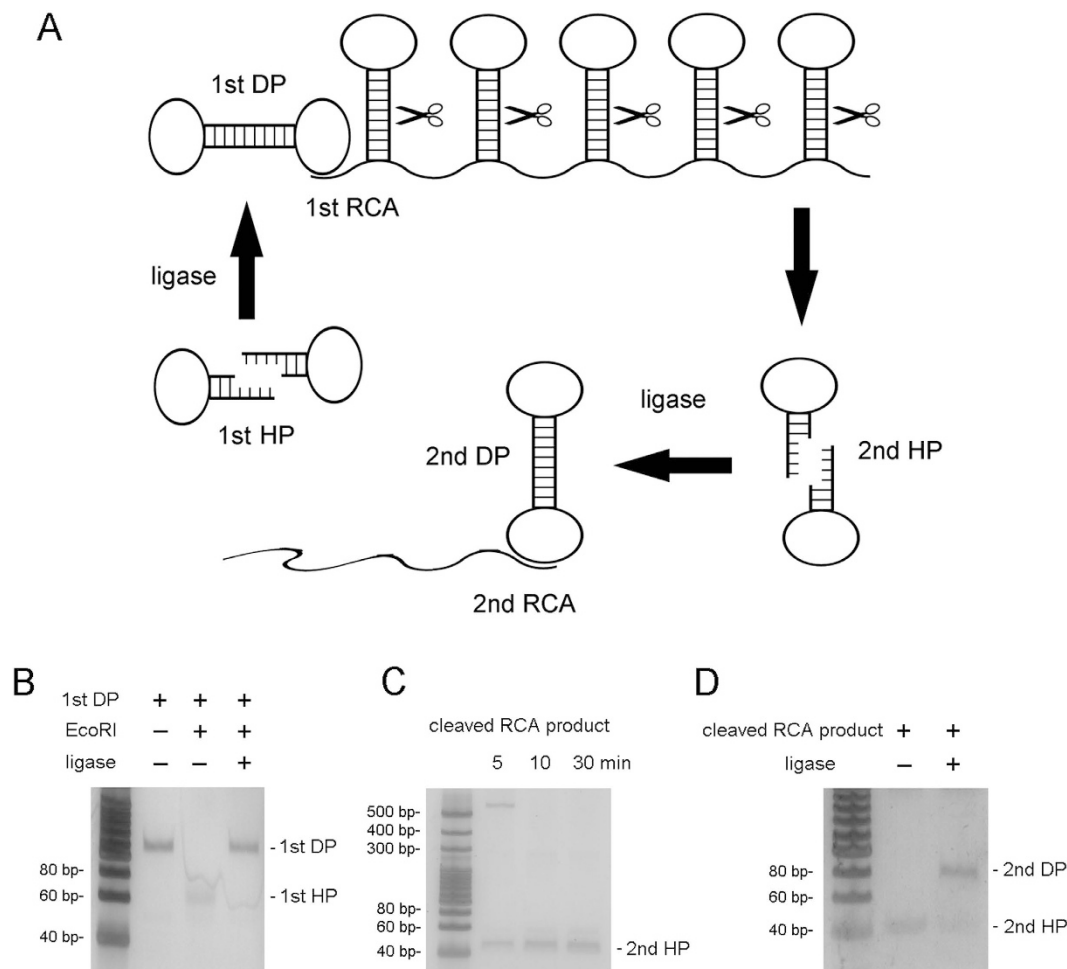 A
1st DP
1st RCA
ligase
1st HP
ligase
2nd HP
2nd DP
2nd RCA
B
1st DP + + +
EcoRI – + +
ligase – – +
80 bp-
60 bp-
40 bp-
- 1st DP
- 1st HP
C
cleaved RCA product
5 10 30 min
500 bp-
400 bp-
300 bp-
80 bp-
60 bp-
40 bp-
- 2nd HP
D
cleaved RCA product + +
ligase – +
80 bp-
60 bp-
40 bp-
- 2nd DP
- 2nd HP